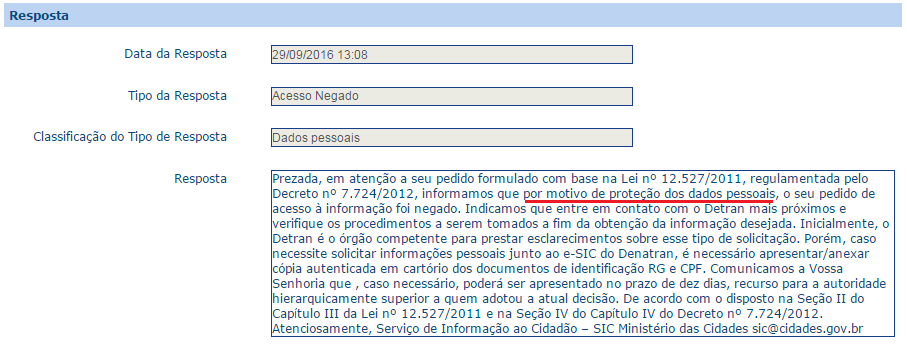 Resposta
Data da Resposta
29/09/2016 13:08
Tipo da Resposta
Acesso Negado
Classificação do Tipo de Resposta
Dados pessoais
Resposta
Prezada, em atenção a seu pedido formulado com base na Lei nº 12.527/2011, regulamentada pelo
Decreto nº 7.724/2012, informamos que por motivo de proteção dos dados pessoais, o seu pedido de
acesso à informação foi negado. Indicamos que entre em contato com o Detran mais próximos e
verifique os procedimentos a serem tomados a fim da obtenção da informação desejada. Inicialmente, o
Detran é o órgão competente para prestar esclarecimentos sobre esse tipo de solicitação. Porém, caso
necessite solicitar informações pessoais junto ao e-SIC do Denatran, é necessário apresentar/anexar
cópia autenticada em cartório dos documentos de identificação RG e CPF. Comunicamos a Vossa
Senhoria que , caso necessário, poderá ser apresentado no prazo de dez dias, recurso para a autoridade
hierarquicamente superior a quem adotou a atual decisão. De acordo com o disposto na Seção II do
Capítulo III da Lei nº 12.527/2011 e na Seção IV do Capítulo IV do Decreto nº 7.724/2012.
Atenciosamente, Serviço de Informação ao Cidadão – SIC Ministério das Cidades sic@cidades.gov.br